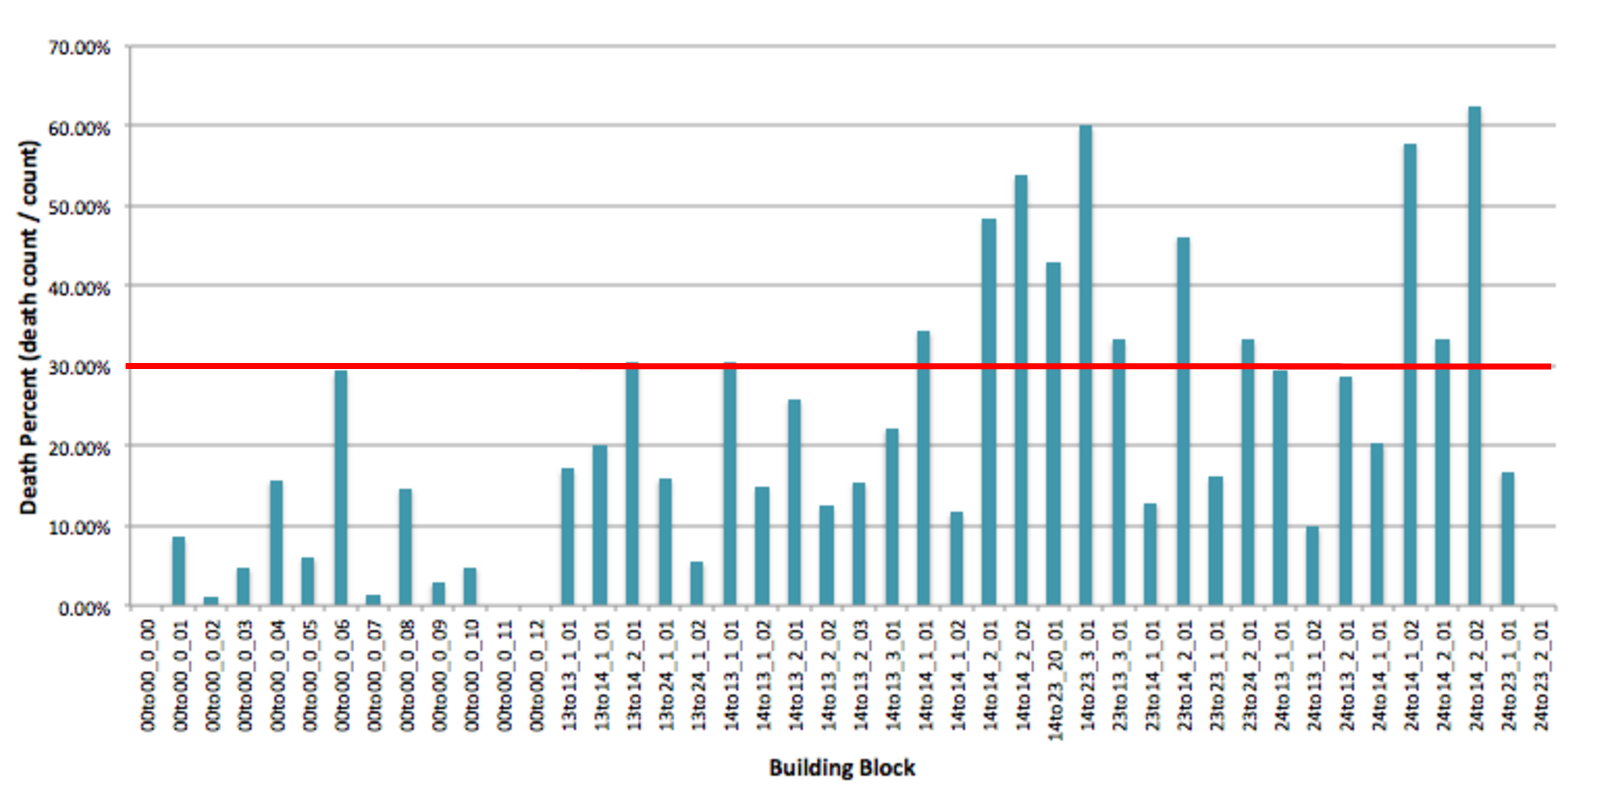 70.00%
60.00%
50.00%
40.00%
30.00%
20.00%
10.00%
0.00%
Death Percent (death count / count)
00to00_0_00
00to00_0_01
00to00_0_02
00to00_0_03
00to00_0_04
00to00_0_05
00to00_0_06
00to00_0_07
00to00_0_08
00to00_0_09
00to00_0_10
00to00_0_11
00to00_0_12
13to13_1_01
13to14_1_01
13to14_2_01
13to24_1_01
13to24_1_02
14to13_1_01
14to13_1_02
14to13_2_01
14to13_2_02
14to13_2_03
14to13_3_01
14to14_1_01
14to14_1_02
14to14_2_01
14to14_2_02
14to23_20_01
14to23_3_01
23to13_3_01
23to14_1_01
23to14_2_01
23to23_1_01
23to24_2_01
24to13_1_01
24to13_1_02
24to13_2_01
24to14_1_01
24to14_1_02
24to14_2_01
24to14_2_02
24to23_1_01
24to23_2_01
Building Block